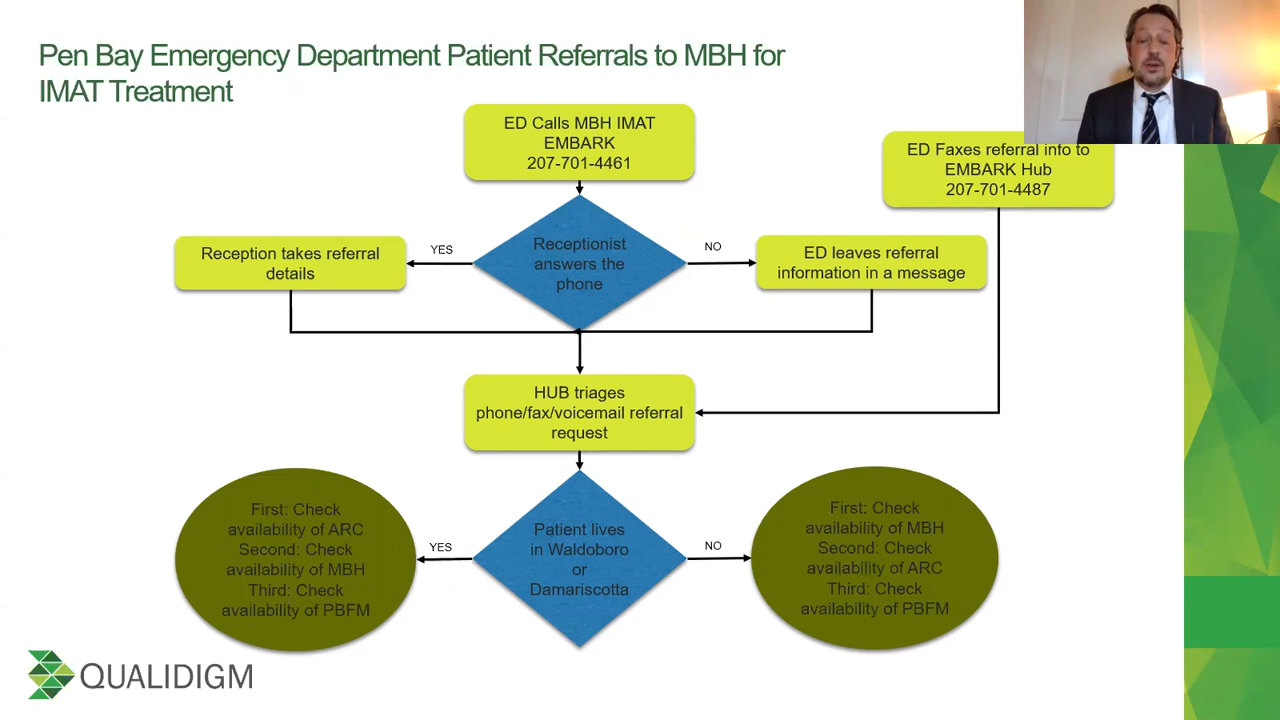 Pen Bay Emergency Department Patient Referrals to MBH for
IMAT Treatment
ED Calls MBH IMAT
EMBARK
207-701-4461
ED Faxes referral info to
EMBARK Hub
207-701-4487
Reception takes referral
details
YES
Receptionist
answers the
phone
NO
ED leaves referral
information in a message
HUB triages
phone/fax/voicemail referral
request
First: Check
availability of ARC
Second: Check
availability of MBH
Third: Check
availability of PBFM
YES
Patient lives
in Waldoboro
or
Damariscotta
NO
First: Check
availability of MBH
Second: Check
availability of ARC
Third: Check
availability of PBFM
QUALIDIGM